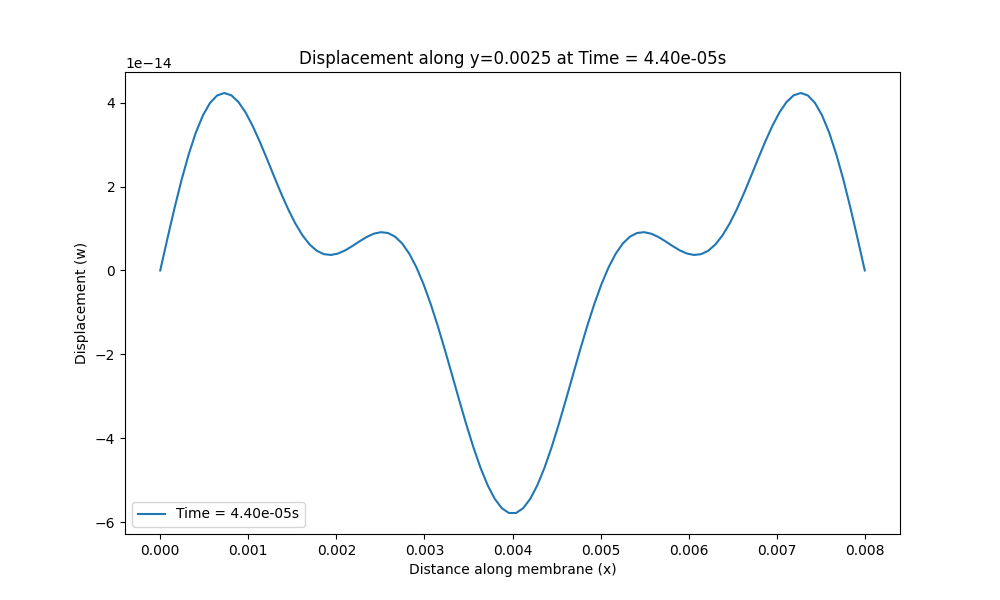 Displacement along y=0.0025 at Time = 4.40e-05s
1e−14
4
2
0
−2
−4
−6
Displacement (w)
Time = 4.40e-05s
0.000 0.001 0.002 0.003 0.004 0.005 0.006 0.007 0.008
Distance along membrane (x)